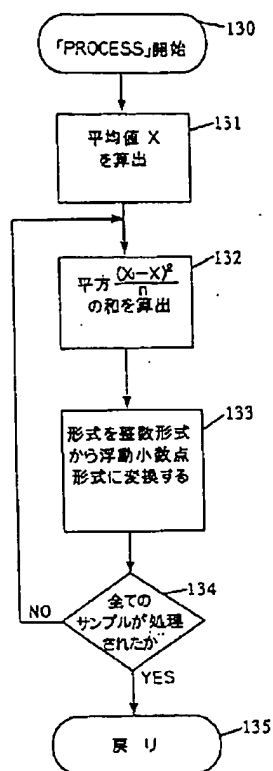 「PROCESS」開始
130
平均値 X
を算出
131
平方 (Xi-X)²/n
の和を算出
132
形式を整数形式
から浮動小数点
形式に変換する
133
全ての
サンプルが処理
されたか
134
NO
YES
戻り
135